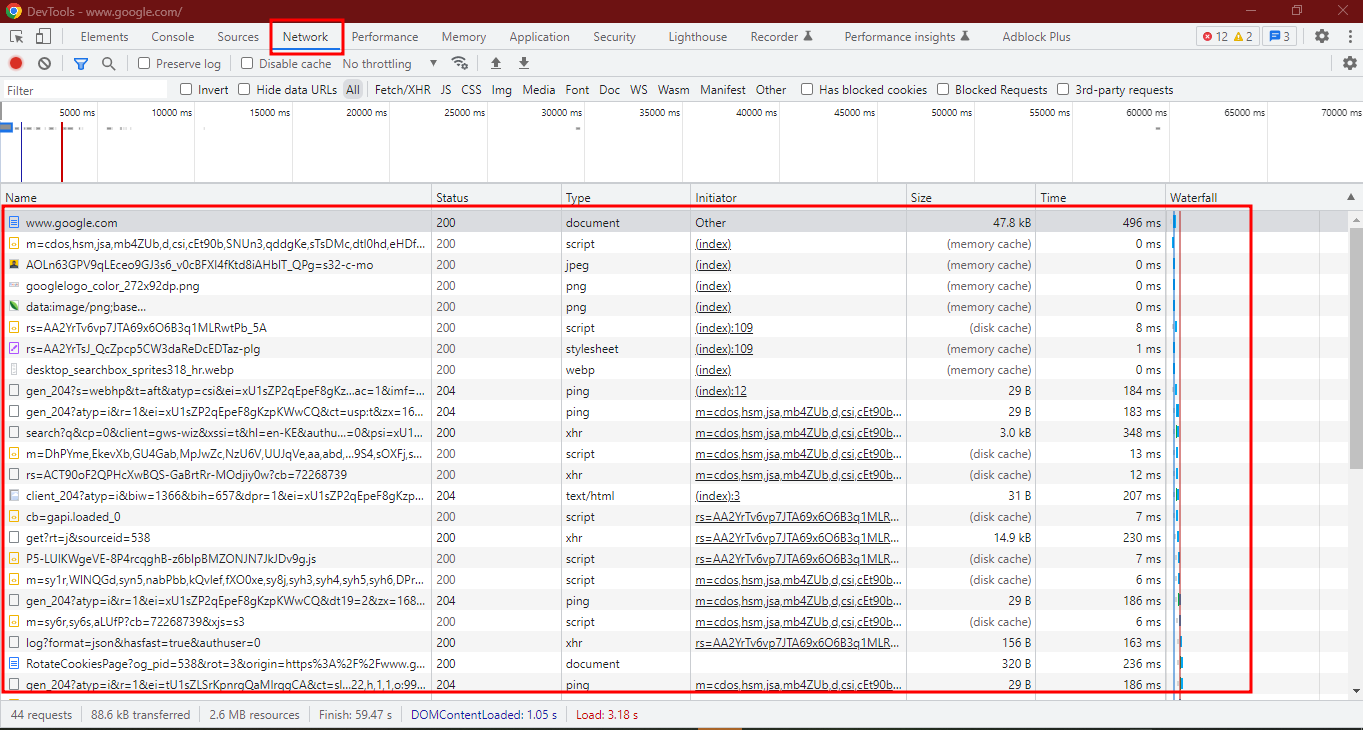 DevTools - www.google.com/
Elements Console Sources Network Performance Memory Application Security Lighthouse Recorder Performance insights Adblock Plus 12 2 3
Preserve log Disable cache No throttling
Filter Invert Hide data URLs All Fetch/XHR JS CSS Img Media Font Doc WS Wasm Manifest Other Has blocked cookies Blocked Requests 3rd-party requests
5000 ms 10000 ms 15000 ms 20000 ms 25000 ms 30000 ms 35000 ms 40000 ms 45000 ms 50000 ms 55000 ms 60000 ms 65000 ms 70000 ms
Name Status Type Initiator Size Time Waterfall
www.google.com 200 document Other 47.8 kB 496 ms
m=cdos,hsm,jsa,mb4ZUb,d,csi,cEt90b,SNUn3,qddgKe,sTsDMc,dtl0hd,eHDf... 200 script (index) (memory cache) 0 ms
AOLn63GPV9qLEceo9GJ3s6_v0cBFXl4fKtd8iAHbIT_QPg=s32-c-mo 200 jpeg (index) (memory cache) 0 ms
googlelogo_color_272x92dp.png 200 png (index) (memory cache) 0 ms
data:image/png;base... 200 png (index) (memory cache) 0 ms
rs=AA2YrTv6vp7JTA69x6O6B3q1MLRwtPb_5A 200 script (index):109 (disk cache) 8 ms
rs=AA2YrTsJ_QcZpcp5CW3daReDcEDTaz-plg 200 stylesheet (index):109 (memory cache) 1 ms
desktop_searchbox_sprites318_hr.webp 200 webp (index) (memory cache) 0 ms
gen_204?s=webhp&t=aft&atyp=csi&ei=xU1sZP2qEpeF8gKz...ac=1&imf=... 204 ping (index):12 29 B 184 ms
gen_204?atyp=i&r=1&ei=xU1sZP2qEpeF8gKzpKWwCQ&ct=usp:t&zx=16... 204 ping m=cdos,hsm,jsa,mb4ZUb,d,csi,cEt90b... 29 B 183 ms
search?q&cp=0&client=gws-wiz&xssi=t&hl=en-KE&authu...=0&psi=xU1... 200 xhr m=cdos,hsm,jsa,mb4ZUb,d,csi,cEt90b... 3.0 kB 348 ms
m=DhPYme,EkevXb,GU4Gab,MpJwZc,NzU6V,UUJqVe,aa,abd,...9S4,sOXFj,s... 200 script m=cdos,hsm,jsa,mb4ZUb,d,csi,cEt90b... (disk cache) 13 ms
rs=ACT90oF2QPHcXwBQS-GaBrtRr-MOdjiy0w?cb=72268739 200 xhr m=cdos,hsm,jsa,mb4ZUb,d,csi,cEt90b... (disk cache) 12 ms
client_204?atyp=i&biw=1366&bih=657&dpr=1&ei=xU1sZP2qEpeF8gKzp... 204 text/html (index):3 31 B 207 ms
cb=gapi.loaded_0 200 script rs=AA2YrTv6vp7JTA69x6O6B3q1MLR... (disk cache) 7 ms
get?rt=j&sourceid=538 200 xhr rs=AA2YrTv6vp7JTA69x6O6B3q1MLR... 14.9 kB 230 ms
P5-LUIKWgeVE-8P4rcqghB-z6bIpBMZONJN7JkJDv9g.js 200 script rs=AA2YrTv6vp7JTA69x6O6B3q1MLR... (disk cache) 7 ms
m=sy1r,WlNQGd,syn5,nabPbb,kQvlef,fXO0xe,sy8j,syh3,syh4,syh5,syh6,DPr... 200 script m=cdos,hsm,jsa,mb4ZUb,d,csi,cEt90b... (disk cache) 6 ms
gen_204?atyp=i&r=1&ei=xU1sZP2qEpeF8gKzpKWwCQ&dt19=2&zx=168... 204 ping m=cdos,hsm,jsa,mb4ZUb,d,csi,cEt90b... 29 B 186 ms
m=sy6r,sy6s,aLUfP?cb=72268739&xjs=s3 200 script m=cdos,hsm,jsa,mb4ZUb,d,csi,cEt90b... (disk cache) 6 ms
log?format=json&hasfast=true&authuser=0 200 xhr rs=AA2YrTv6vp7JTA69x6O6B3q1MLR... 156 B 163 ms
RotateCookiesPage?og_pid=538&rot=3&origin=https%3A%2F%2Fwww.g... 200 document 320 B 236 ms
gen_204?atyp=i&r=1&ei=tU1sZLSrKpnrgQaMlrqgCA&ct=sl...22,h,1,1,o:99... 204 ping m=cdos,hsm,jsa,mb4ZUb,d,csi,cEt90b... 29 B 186 ms
44 requests 88.6 kB transferred 2.6 MB resources Finish: 59.47 s DOMContentLoaded: 1.05 s Load: 3.18 s